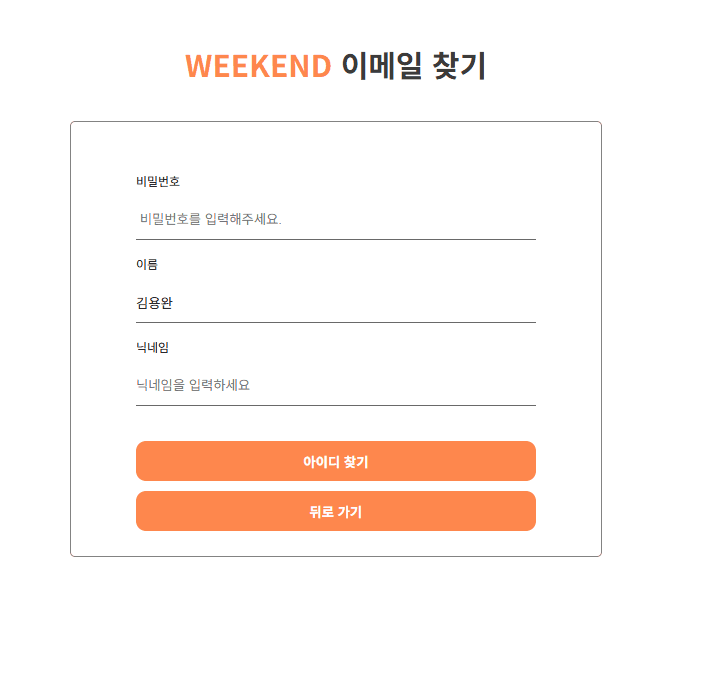 WEEKEND 이메일 찾기
비밀번호
비밀번호를 입력해주세요.
이름
김용완
닉네임
닉네임을 입력하세요
아이디 찾기
뒤로 가기